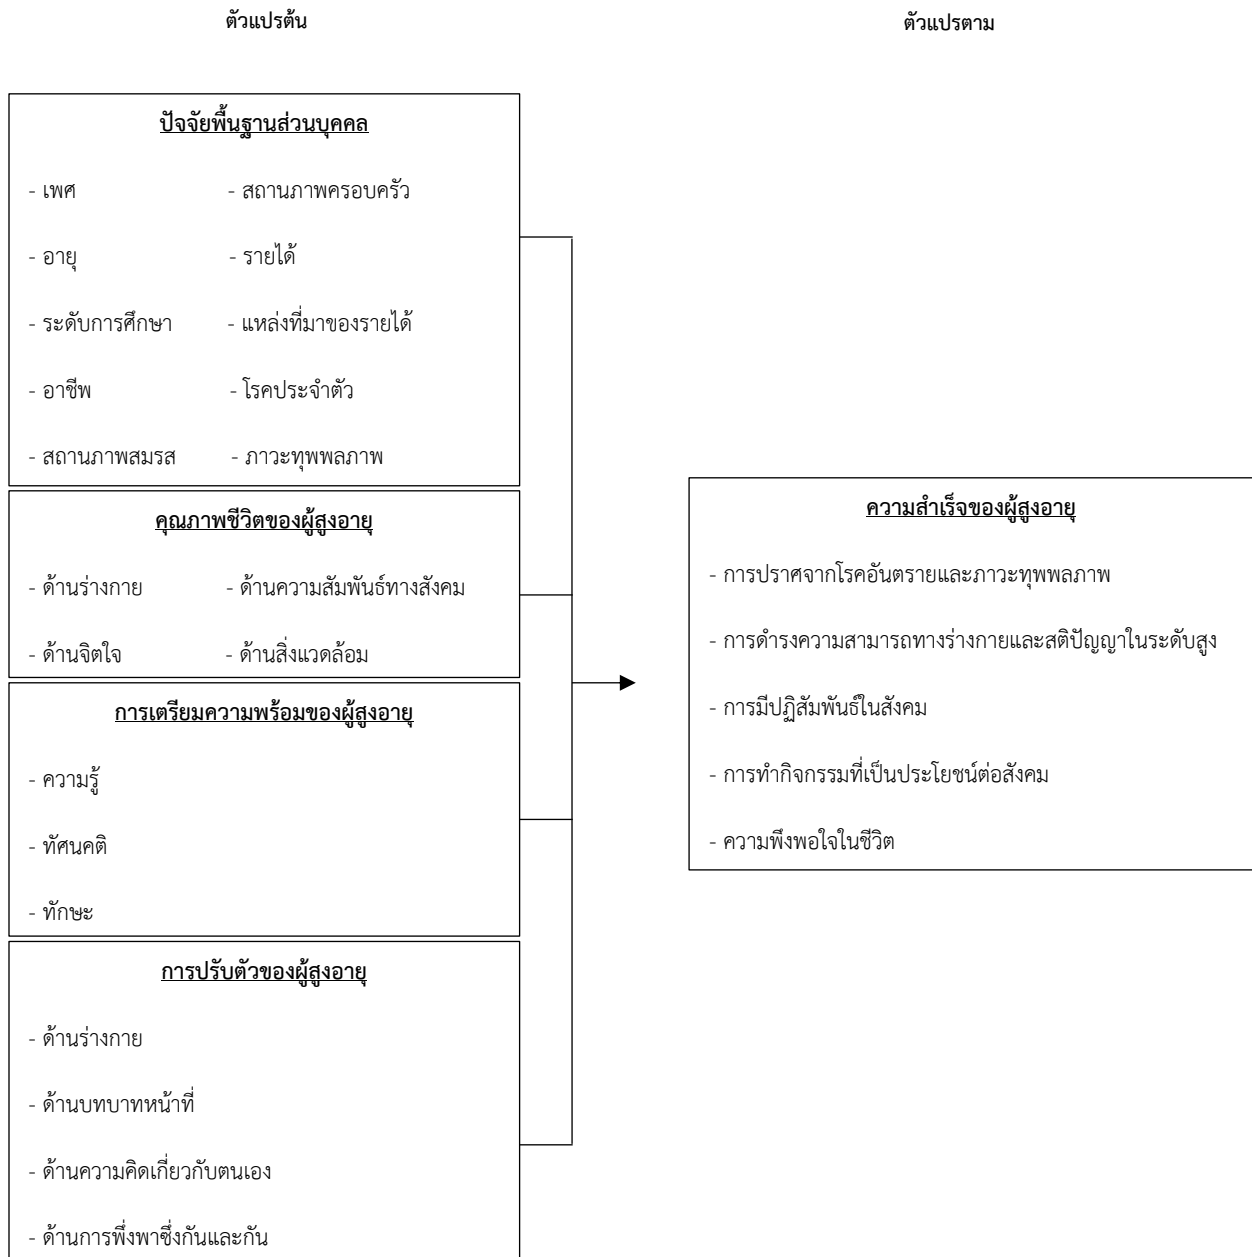 ตัวแปรต้น ตัวแปรตาม
ปัจจัยพื้นฐานส่วนบุคคล
- เพศ - สถานภาพครอบครัว
- อายุ - รายได้
- ระดับการศึกษา - แหล่งที่มาของรายได้
- อาชีพ - โรคประจำตัว
- สถานภาพสมรส - ภาวะทุพพลภาพ
คุณภาพชีวิตของผู้สูงอายุ
- ด้านร่างกาย - ด้านความสัมพันธ์ทางสังคม
- ด้านจิตใจ - ด้านสิ่งแวดล้อม
การเตรียมความพร้อมของผู้สูงอายุ
- ความรู้
- ทัศนคติ
- ทักษะ
การปรับตัวของผู้สูงอายุ
- ด้านร่างกาย
- ด้านบทบาทหน้าที่
- ด้านความคิดเกี่ยวกับตนเอง
- ด้านการพึ่งพาซึ่งกันและกัน
ความสำเร็จของผู้สูงอายุ
- การปราศจากโรคอันตรายและภาวะทุพพลภาพ
- การดำรงความสามารถทางร่างกายและสติปัญญาในระดับสูง
- การมีปฏิสัมพันธ์ในสังคม
- การทำกิจกรรมที่เป็นประโยชน์ต่อสังคม
- ความพึงพอใจในชีวิต